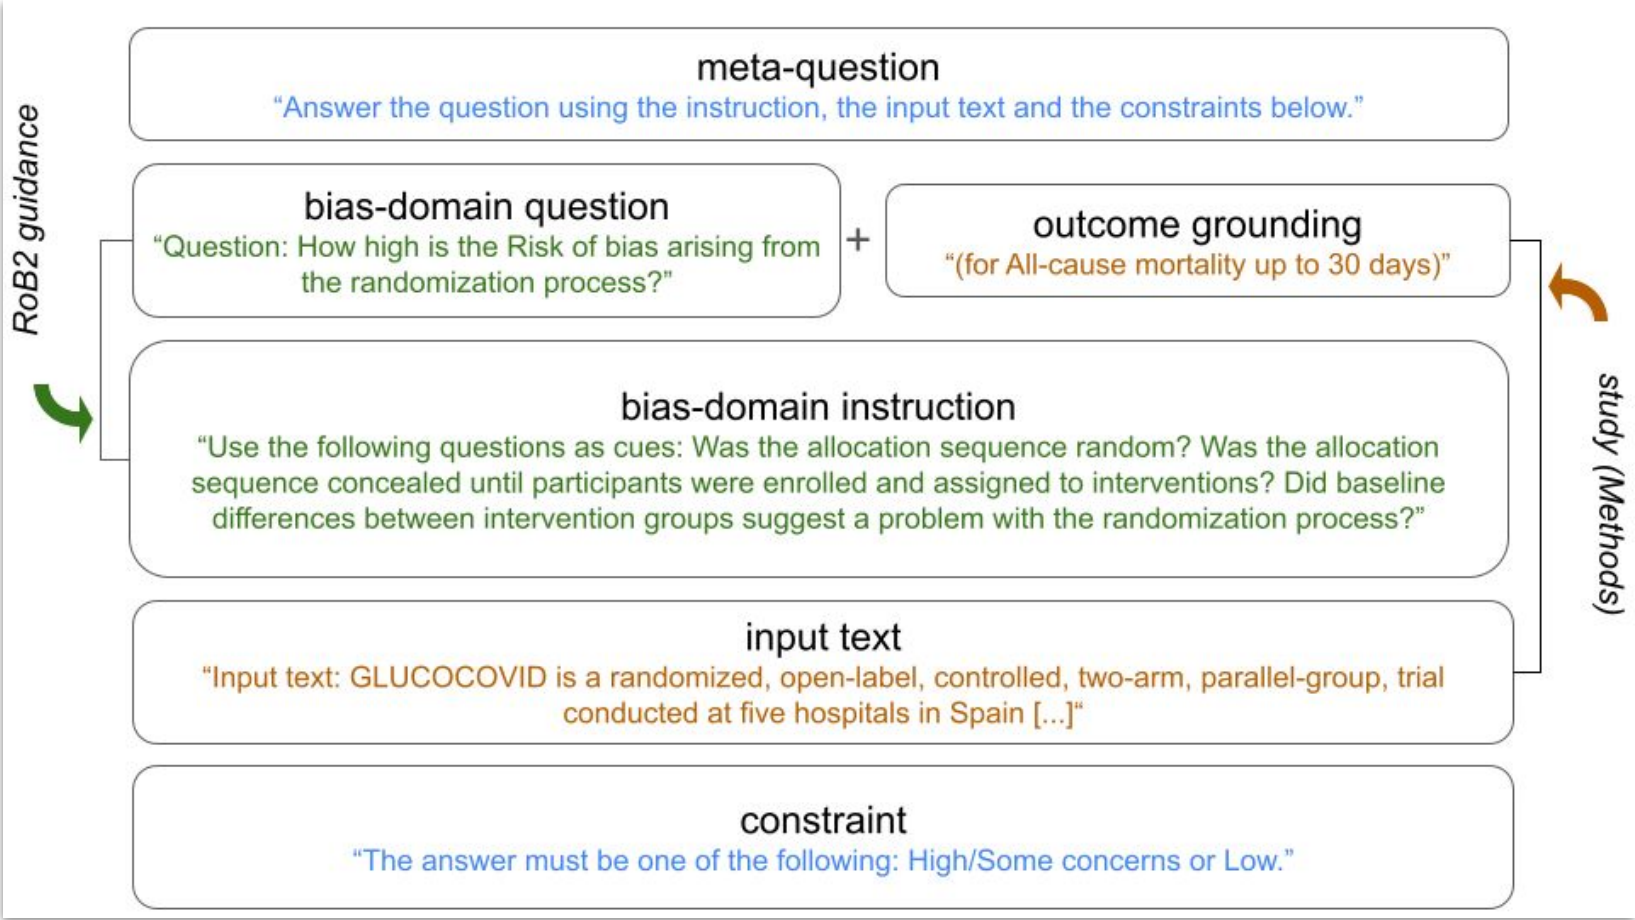 meta-question
“Answer the question using the instruction, the input text and the constraints below.”
RoB2 guidance
bias-domain question
“Question: How high is the Risk of bias arising from
the randomization process?”
+
outcome grounding
“(for All-cause mortality up to 30 days)”
bias-domain instruction
“Use the following questions as cues: Was the allocation sequence random? Was the allocation
sequence concealed until participants were enrolled and assigned to interventions? Did baseline
differences between intervention groups suggest a problem with the randomization process?”
study (Methods)
input text
“Input text: GLUCOCOVID is a randomized, open-label, controlled, two-arm, parallel-group, trial
conducted at five hospitals in Spain [...]“
constraint
“The answer must be one of the following: High/Some concerns or Low.”